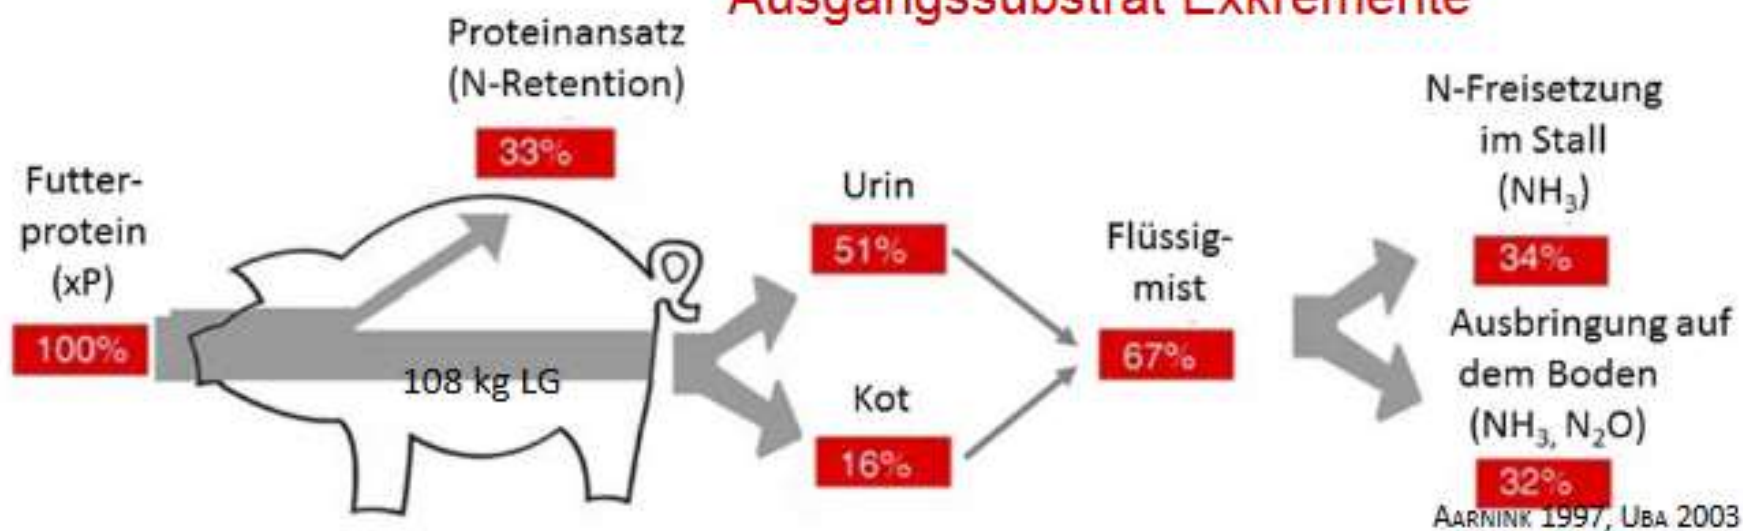 Ausgangssubstrat Exkremente
Proteinansatz
(N-Retention)
33%
Futter-
protein
(xP)
100%
108 kg LG
Urin
51%
Kot
16%
Flüssig-
mist
67%
N-Freisetzung
im Stall
(NH₃)
34%
Ausbringung auf
dem Boden
(NH₃, N₂O)
32%
AARNINK 1997, UBA 2003